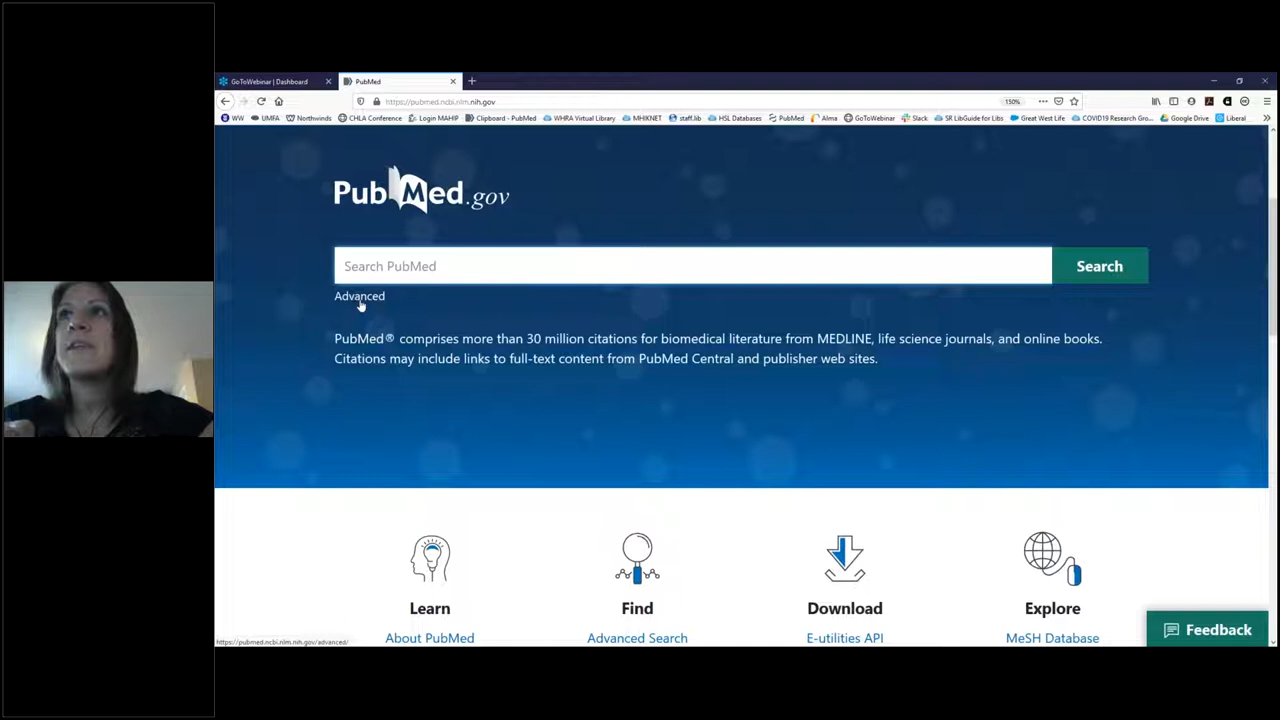 GoToWebinar | Dashboard
PubMed
https://pubmed.ncbi.nlm.nih.gov
150%
WW UMFA Northwinds CHLA Conference Login MAHIP Clipboard - PubMed WHRA Virtual Library MHIKNET staff.lib HSL Databases PubMed Alma GoToWebinar Slack SR LibGuide for Libs Great West Life COVID19 Research Gro... Google Drive Liberal
PubMed.gov
Search PubMed
Search
Advanced
PubMed® comprises more than 30 million citations for biomedical literature from MEDLINE, life science journals, and online books.
Citations may include links to full-text content from PubMed Central and publisher web sites.
Learn
Find
Download
Explore
About PubMed
Advanced Search
E-utilities API
MeSH Database
Feedback
https://pubmed.ncbi.nlm.nih.gov/advanced/